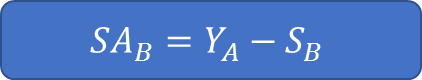 SA_B = Y_A − S_B